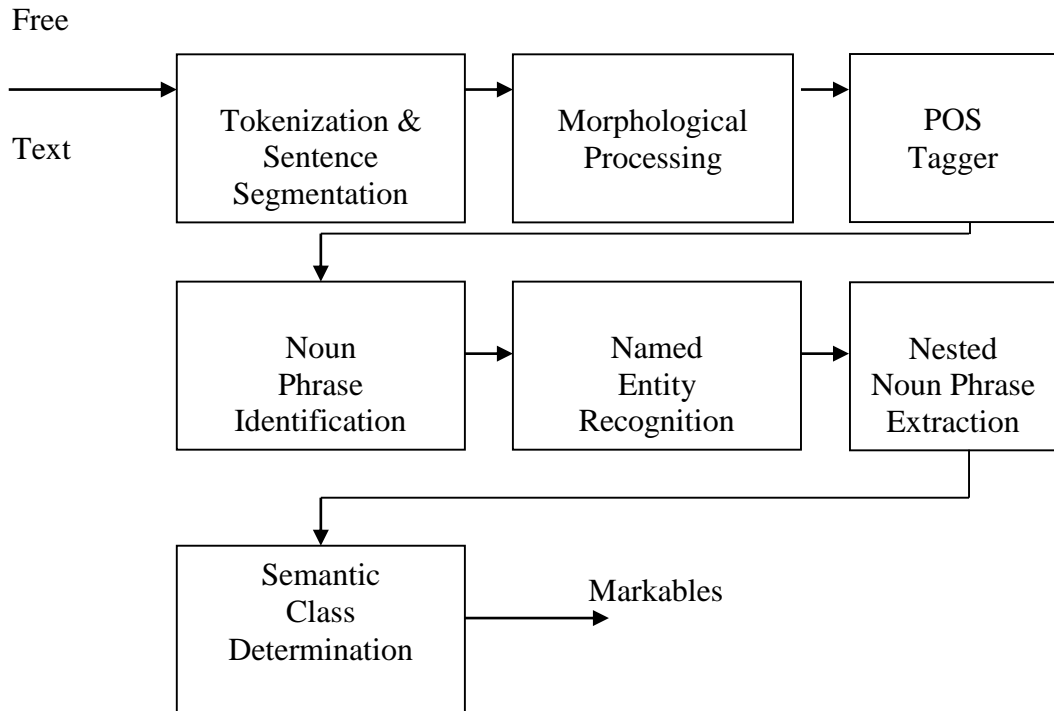 Free
Text
Tokenization &
Sentence
Segmentation
Morphological
Processing
POS
Tagger
Noun
Phrase
Identification
Named
Entity
Recognition
Nested
Noun Phrase
Extraction
Semantic
Class
Determination
Markables